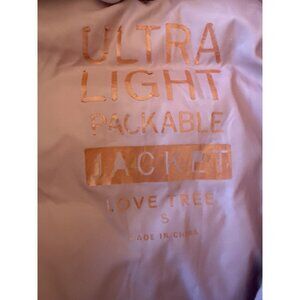 ULTRA
LIGHT
PACKABLE
JACKET
LOVE TREE
S
MADE IN CHINA